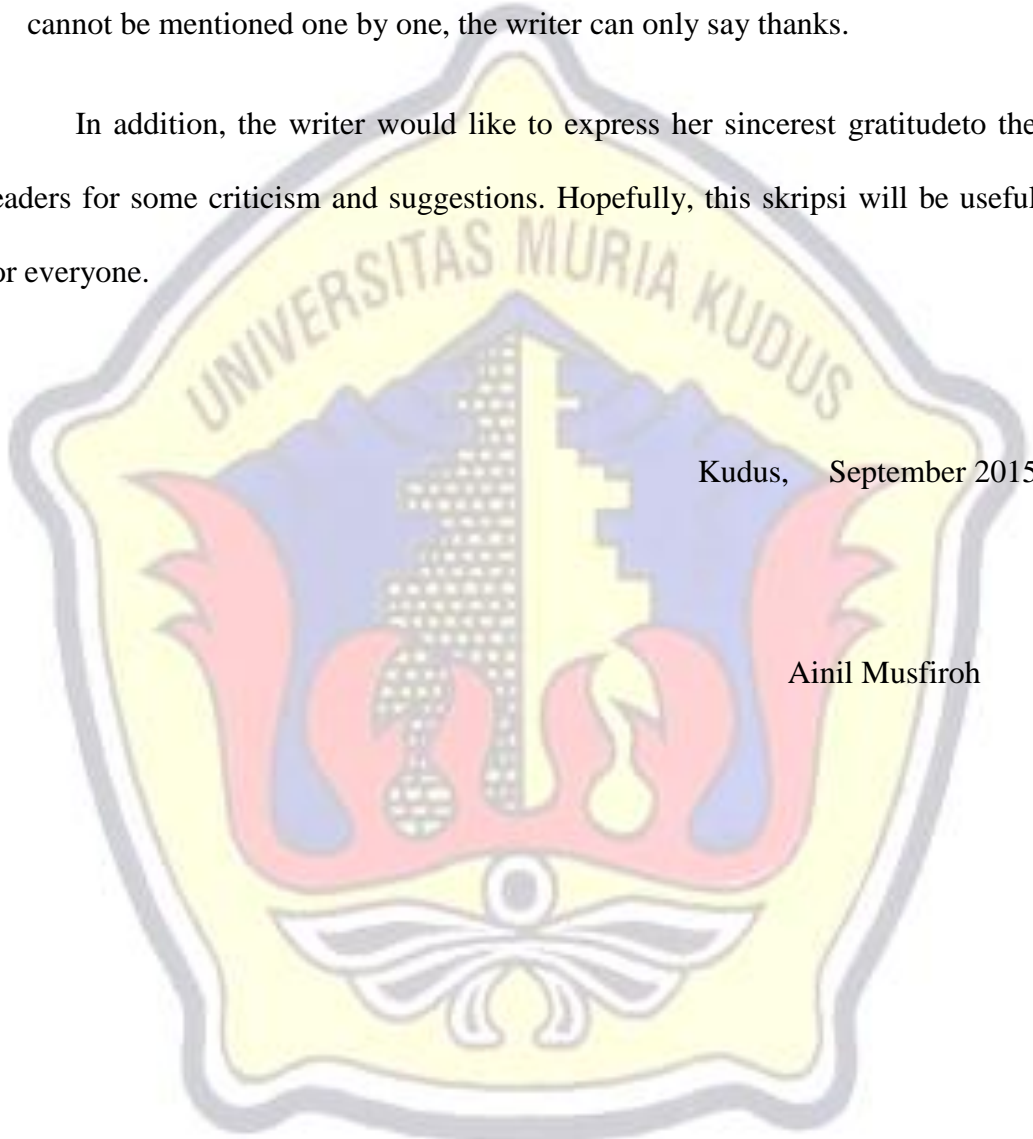 cannot be mentioned one by one, the writer can only say thanks.
In addition, the writer would like to express her sincerest gratitudeto the
eaders for some criticism and suggestions. Hopefully, this skripsi will be useful
or everyone.
UNIVERSITAS MURIA KUDUS
Kudus, September 2015
Ainil Musfiroh